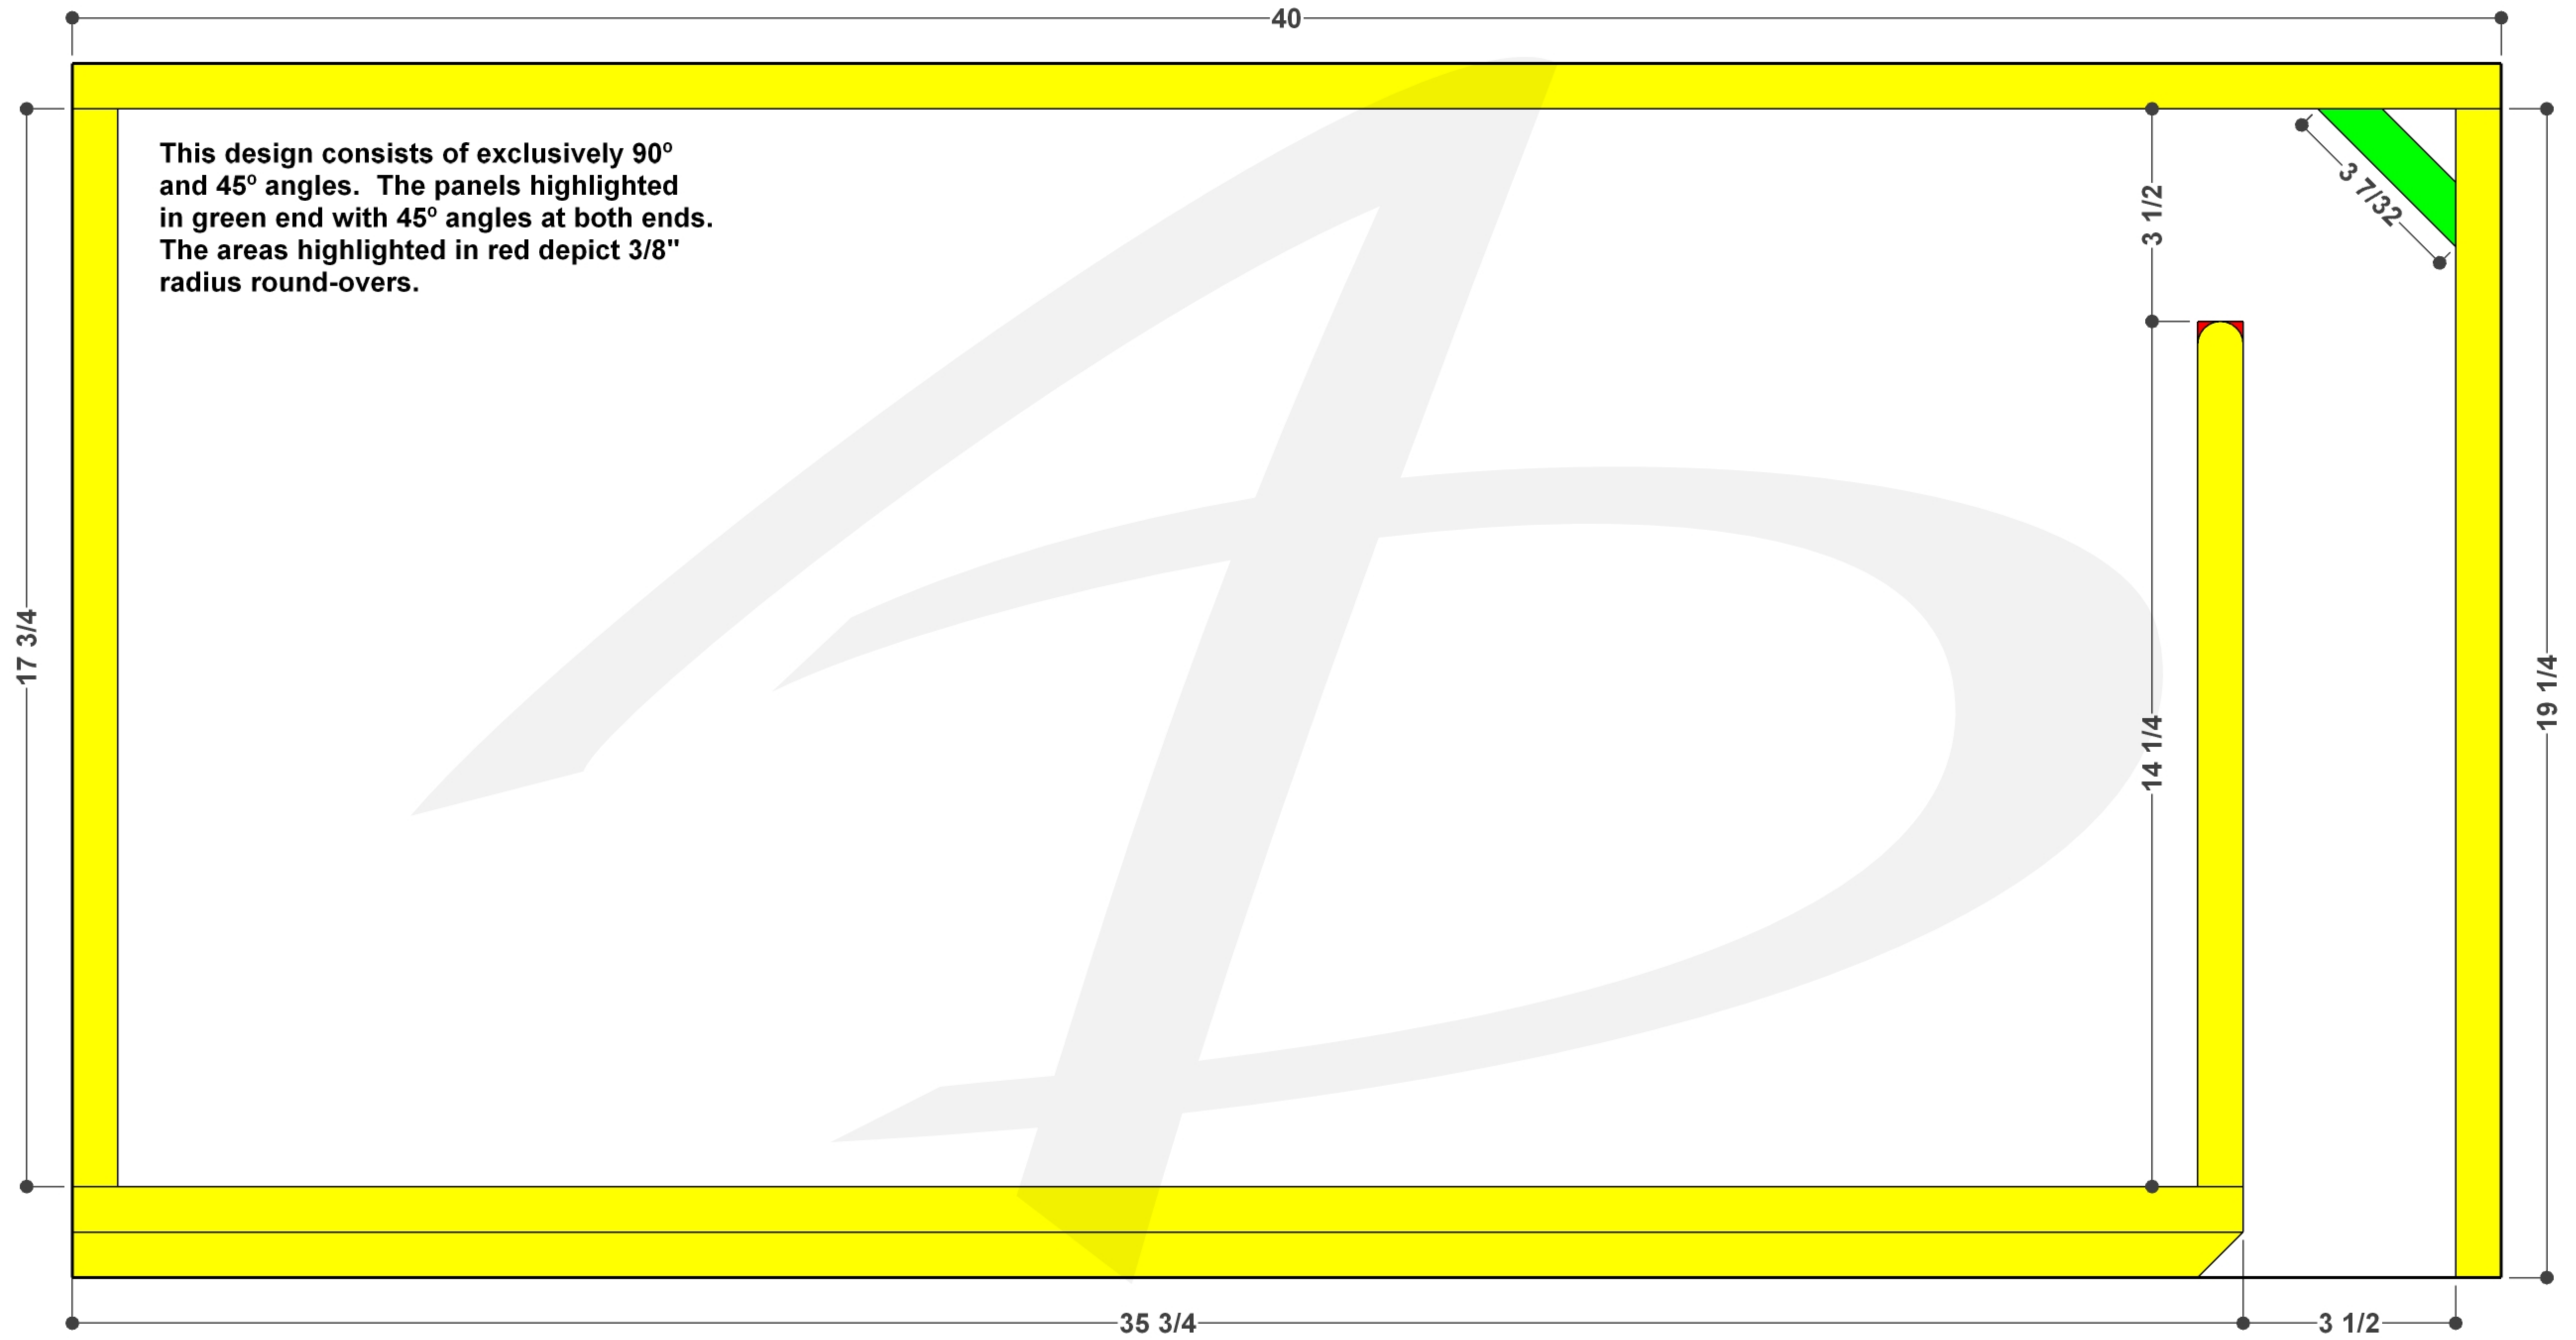 40
This design consists of exclusively 90º
and 45º angles.  The panels highlighted
in green end with 45º angles at both ends.
The areas highlighted in red depict 3/8"
radius round-overs.
3 1/2
3 7/32
17 3/4
14 1/4
19 1/4
35 3/4
3 1/2